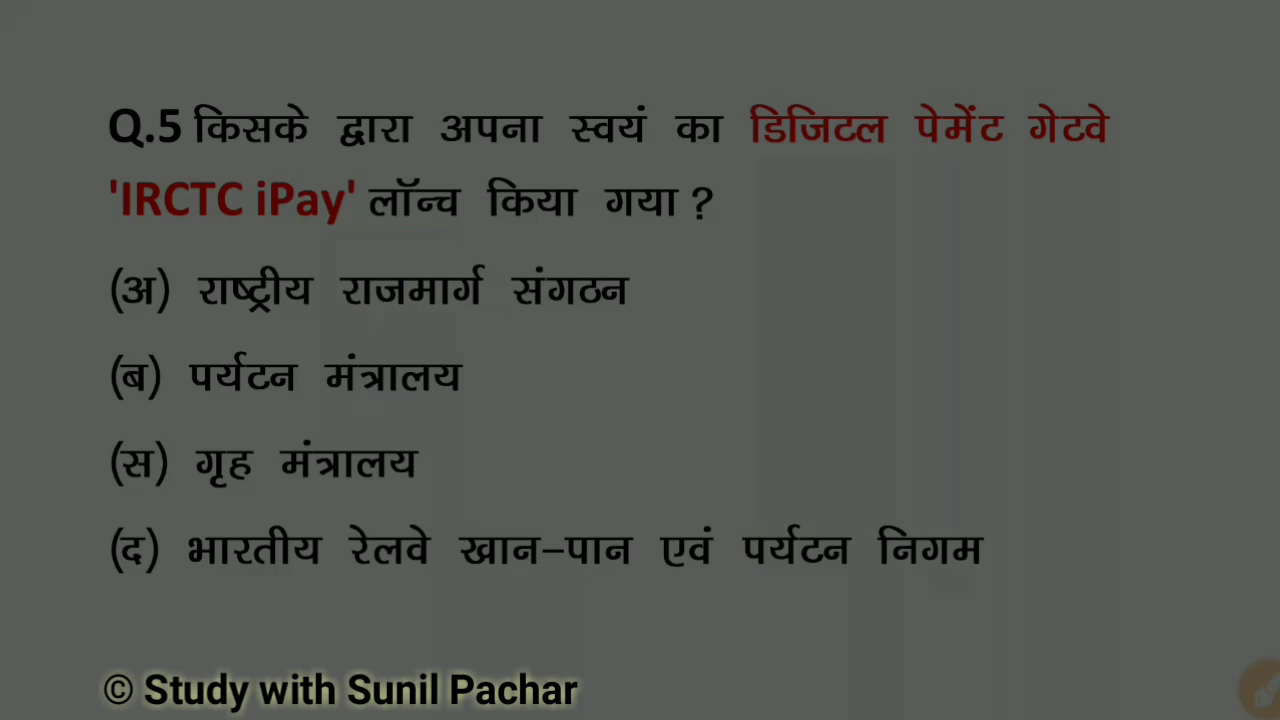 Q.5 किसके द्वारा अपना स्वयं का डिजिटल पेमेंट गेटवे
'IRCTC iPay' लॉन्च किया गया ?
(अ) राष्ट्रीय राजमार्ग संगठन
(ब) पर्यटन मंत्रालय
(स) गृह मंत्रालय
(द) भारतीय रेलवे खान-पान एवं पर्यटन निगम
© Study with Sunil Pachar